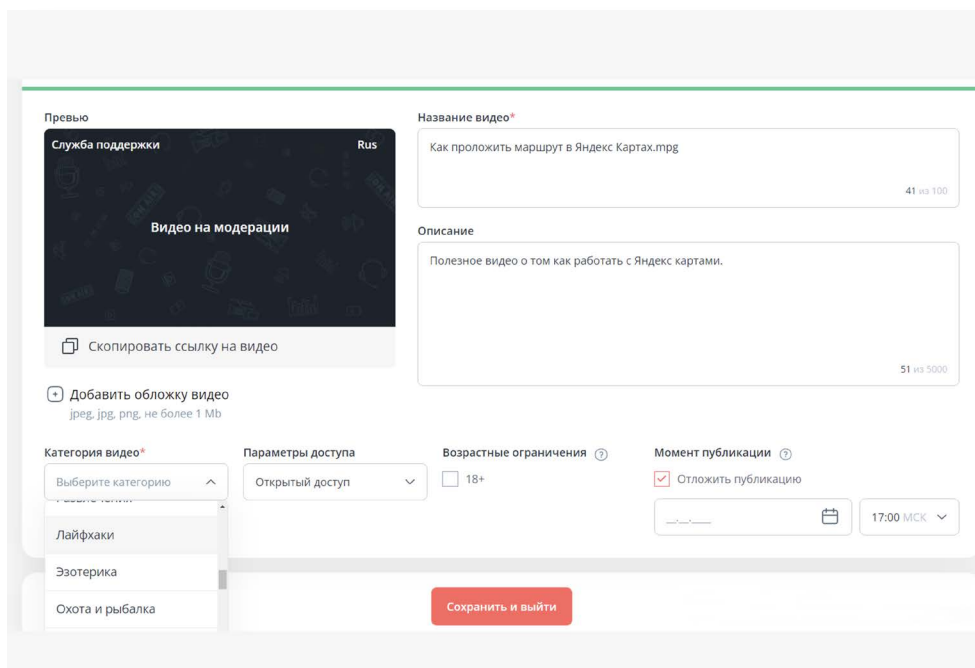 Превью
Служба поддержки
Rus
Видео на модерации
Скопировать ссылку на видео
Добавить обложку видео
jpeg, jpg, png, не более 1 Mb
Название видео*
Как проложить маршрут в Яндекс Картах.mpg
41 из 100
Описание
Полезное видео о том как работать с Яндекс картами.
51 из 5000
Категория видео*
Выберите категорию
Лайфхаки
Эзотерика
Охота и рыбалка
Параметры доступа
Открытый доступ
Возрастные ограничения ?
18+
Момент публикации ?
Отложить публикацию
__.__.____
17:00 МСК
Сохранить и выйти